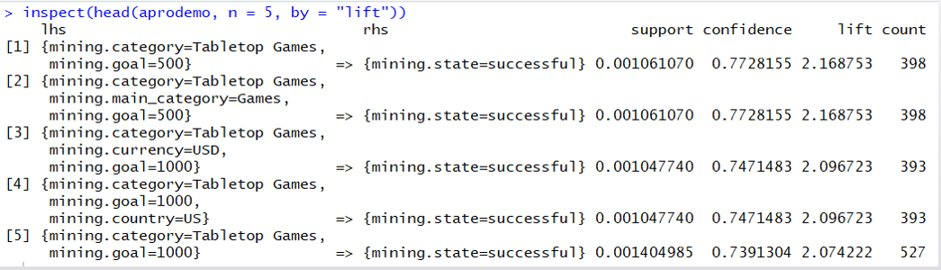 > inspect(head(aprodemo, n = 5, by = "lift"))
lhs rhs support confidence lift count
[1] {mining.category=Tabletop Games,
mining.goal=500} => {mining.state=successful} 0.001061070 0.7728155 2.168753 398
[2] {mining.category=Tabletop Games,
mining.main_category=Games,
mining.goal=500} => {mining.state=successful} 0.001061070 0.7728155 2.168753 398
[3] {mining.category=Tabletop Games,
mining.currency=USD,
mining.goal=1000} => {mining.state=successful} 0.001047740 0.7471483 2.096723 393
[4] {mining.category=Tabletop Games,
mining.goal=1000,
mining.country=US} => {mining.state=successful} 0.001047740 0.7471483 2.096723 393
[5] {mining.category=Tabletop Games,
mining.goal=1000} => {mining.state=successful} 0.001404985 0.7391304 2.074222 527